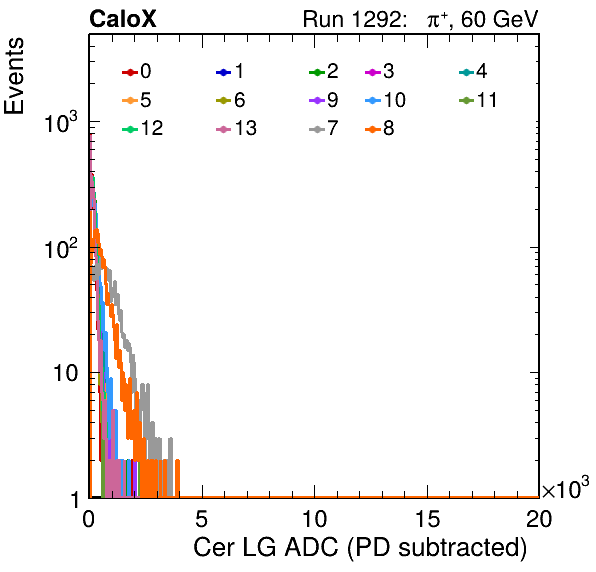 CaloX Run 1292: π⁺, 60 GeV
Events
0 1 2 3 4
5 6 9 10 11
12 13 7 8
10³
10²
10
1
0 5 10 15 20
×10³
Cer LG ADC (PD subtracted)